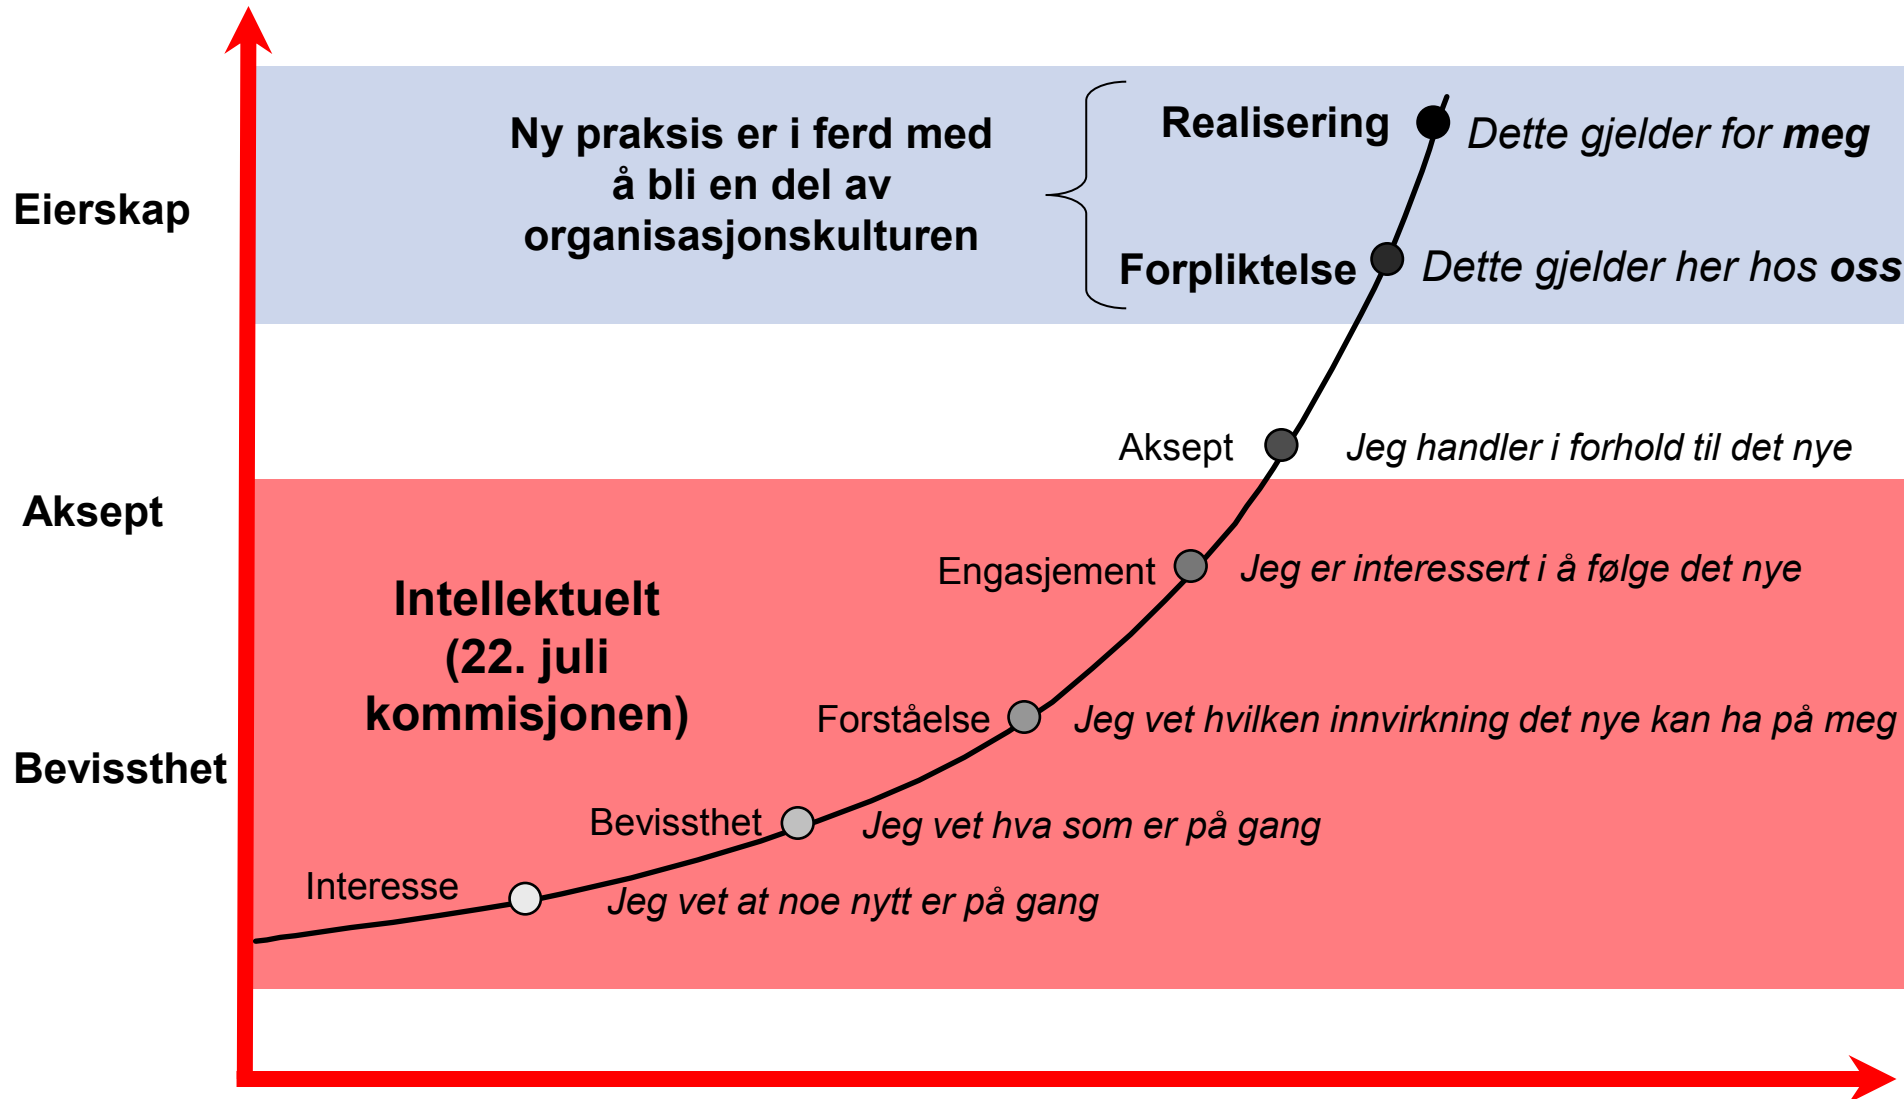 Ny praksis er i ferd med
å bli en del av
organisasjonskulturen
Realisering
Dette gjelder for meg
Eierskap
Forpliktelse
Dette gjelder her hos oss
Aksept
Jeg handler i forhold til det nye
Aksept
Engasjement
Jeg er interessert i å følge det nye
Intellektuelt
(22. juli
kommisjonen)
Forståelse
Jeg vet hvilken innvirkning det nye kan ha på meg
Bevissthet
Bevissthet
Jeg vet hva som er på gang
Interesse
Jeg vet at noe nytt er på gang